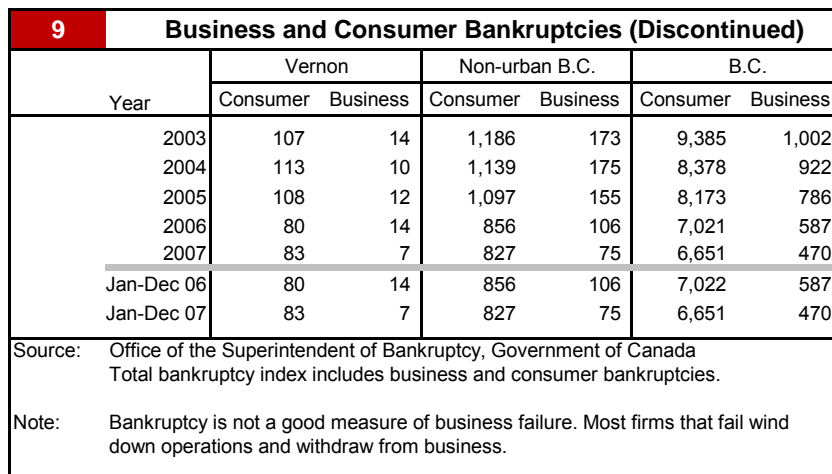 9 Business and Consumer Bankruptcies (Discontinued)
Vernon Non-urban B.C. B.C.
Year Consumer Business Consumer Business Consumer Business
2003 107 14 1,186 173 9,385 1,002
2004 113 10 1,139 175 8,378 922
2005 108 12 1,097 155 8,173 786
2006 80 14 856 106 7,021 587
2007 83 7 827 75 6,651 470
Jan-Dec 06 80 14 856 106 7,022 587
Jan-Dec 07 83 7 827 75 6,651 470
Source: Office of the Superintendent of Bankruptcy, Government of Canada
Total bankruptcy index includes business and consumer bankruptcies.
Note: Bankruptcy is not a good measure of business failure. Most firms that fail wind
down operations and withdraw from business.